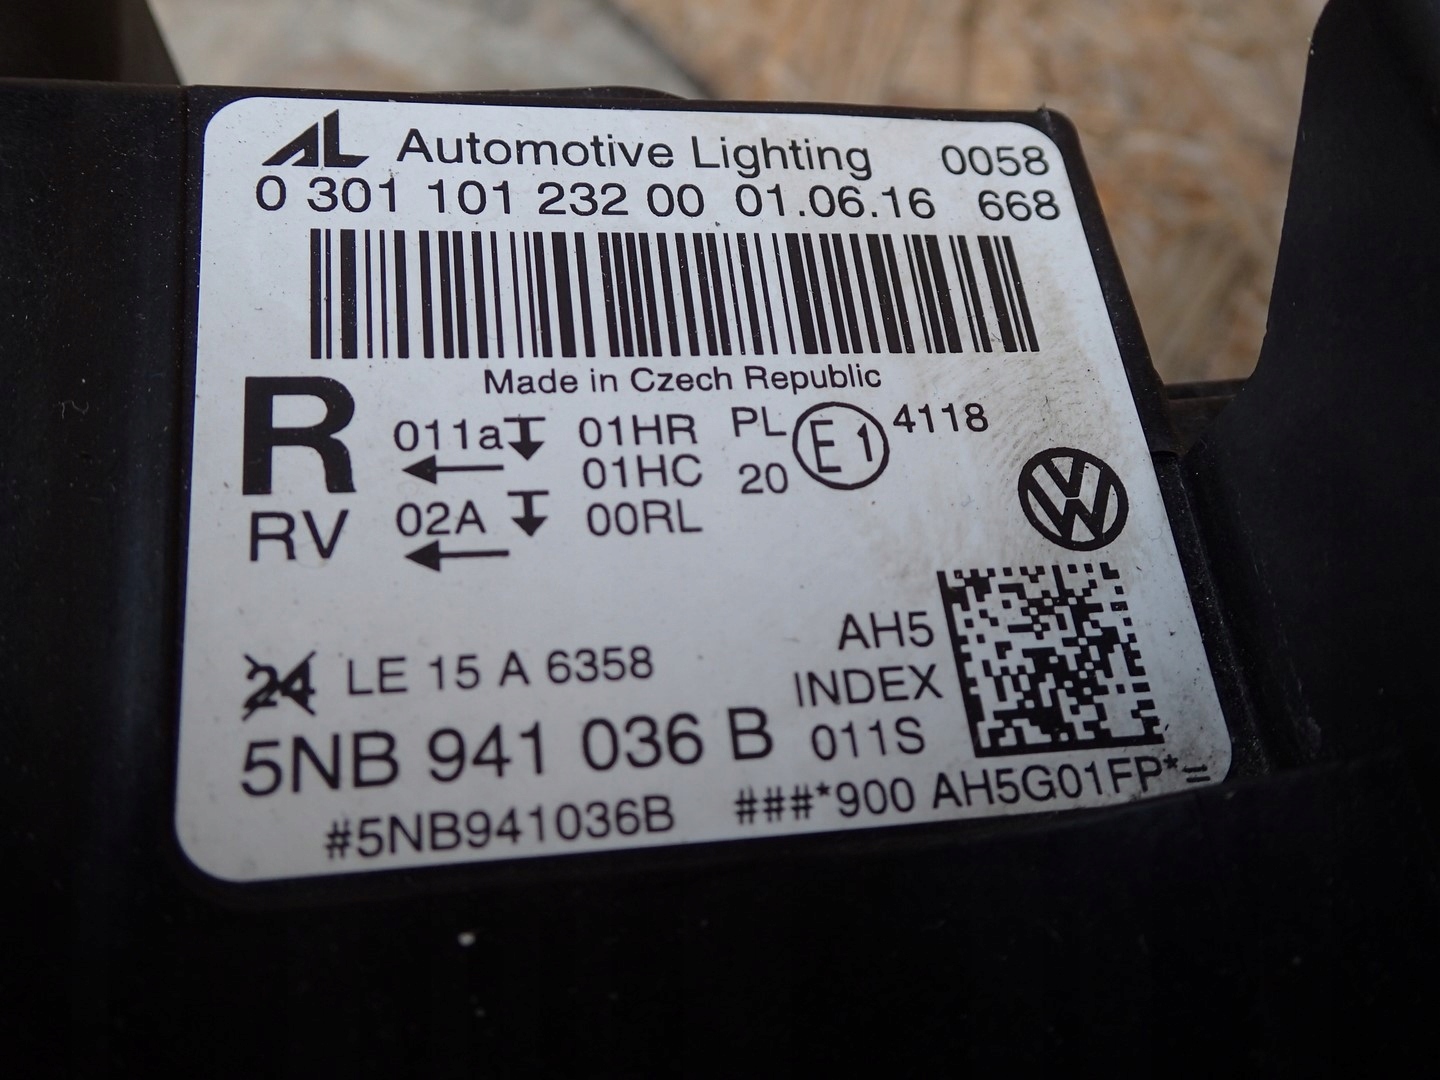 AL Automotive Lighting 0058
0 301 101 232 00 01.06.16 668
Made in Czech Republic
R 011a 01HR PL E1 4118
01HC 20
RV 02A 00RL
24 LE 15 A 6358 AH5
INDEX
5NB 941 036 B 011S
#5NB941036B ###*900 AH5G01FP*=